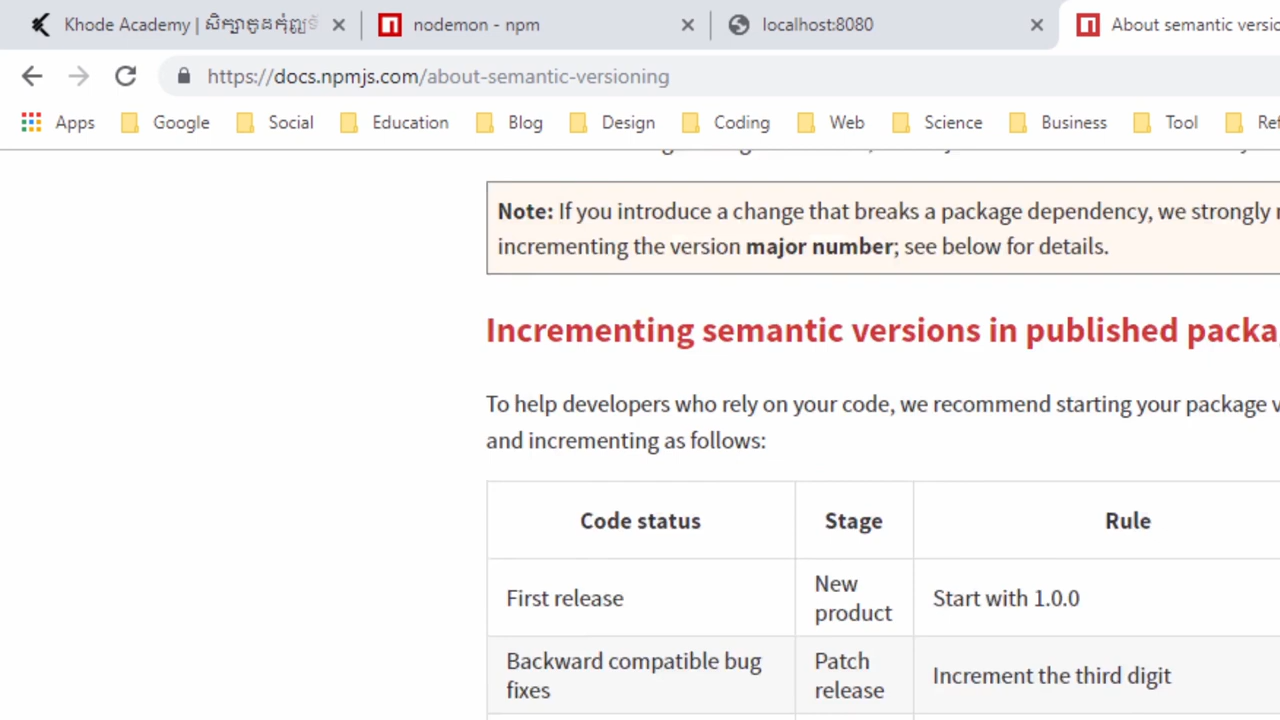 Khode Academy | សិក្សាកូដកុំព្យូទ័
nodemon - npm
localhost:8080
About semantic versio
https://docs.npmjs.com/about-semantic-versioning
Apps
Google
Social
Education
Blog
Design
Coding
Web
Science
Business
Tool
Note: If you introduce a change that breaks a package dependency, we strongly
incrementing the version major number; see below for details.
Incrementing semantic versions in published packa
To help developers who rely on your code, we recommend starting your package v
and incrementing as follows:
Code status
Stage
Rule
First release
New
product
Start with 1.0.0
Backward compatible bug
fixes
Patch
release
Increment the third digit